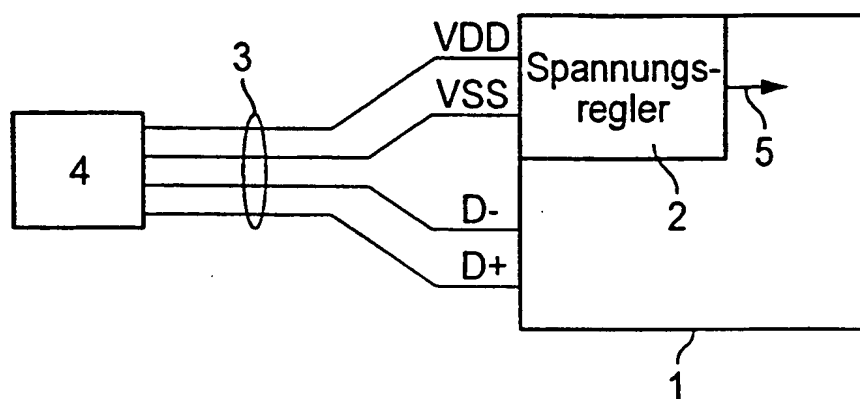 VDD
3
Spannungs-
regler
VSS
5
4
2
D-
D+
1